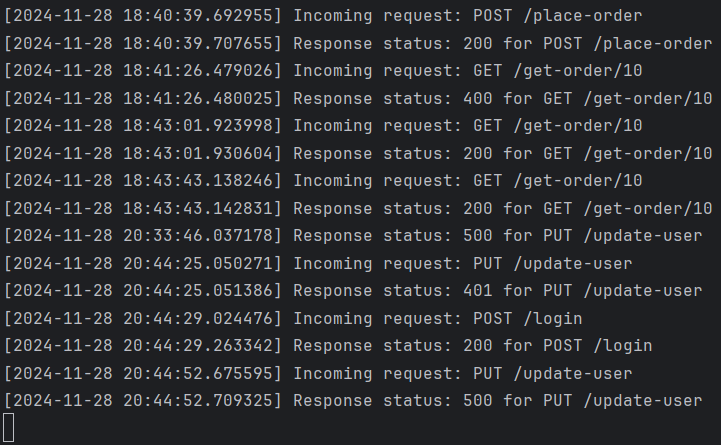 [2024-11-28 18:40:39.692955] Incoming request: POST /place-order
[2024-11-28 18:40:39.707655] Response status: 200 for POST /place-order
[2024-11-28 18:41:26.479026] Incoming request: GET /get-order/10
[2024-11-28 18:41:26.480025] Response status: 400 for GET /get-order/10
[2024-11-28 18:43:01.923998] Incoming request: GET /get-order/10
[2024-11-28 18:43:01.930604] Response status: 200 for GET /get-order/10
[2024-11-28 18:43:43.138246] Incoming request: GET /get-order/10
[2024-11-28 18:43:43.142831] Response status: 200 for GET /get-order/10
[2024-11-28 20:33:46.037178] Response status: 500 for PUT /update-user
[2024-11-28 20:44:25.050271] Incoming request: PUT /update-user
[2024-11-28 20:44:25.051386] Response status: 401 for PUT /update-user
[2024-11-28 20:44:29.024476] Incoming request: POST /login
[2024-11-28 20:44:29.263342] Response status: 200 for POST /login
[2024-11-28 20:44:52.675595] Incoming request: PUT /update-user
[2024-11-28 20:44:52.709325] Response status: 500 for PUT /update-user